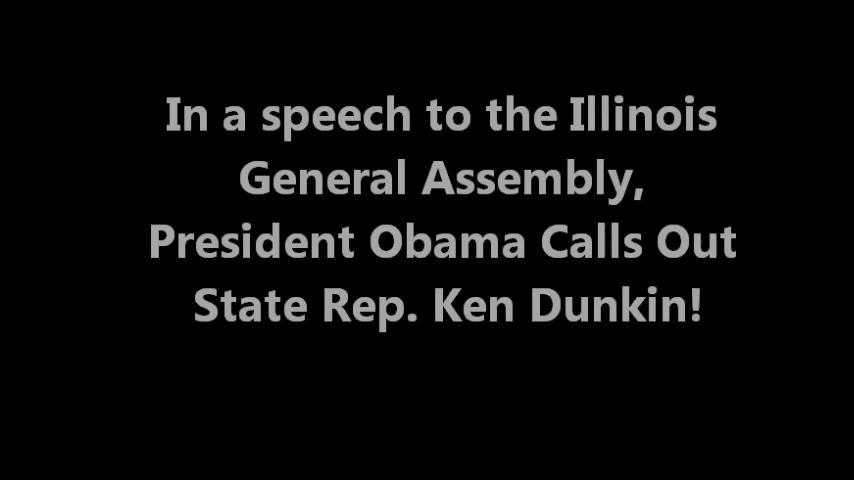 In a speech to the Illinois
General Assembly,
President Obama Calls Out
State Rep. Ken Dunkin!